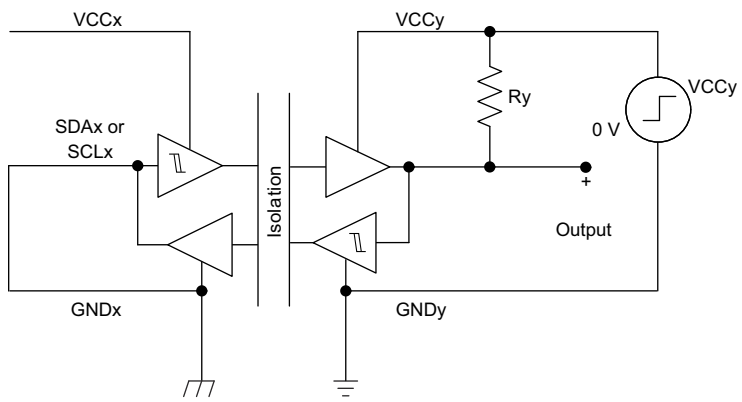 VCCx
VCCy
VCCy
Ry
0 V
SDAx or
SCLx
Isolation
+
Output
GNDx
GNDy